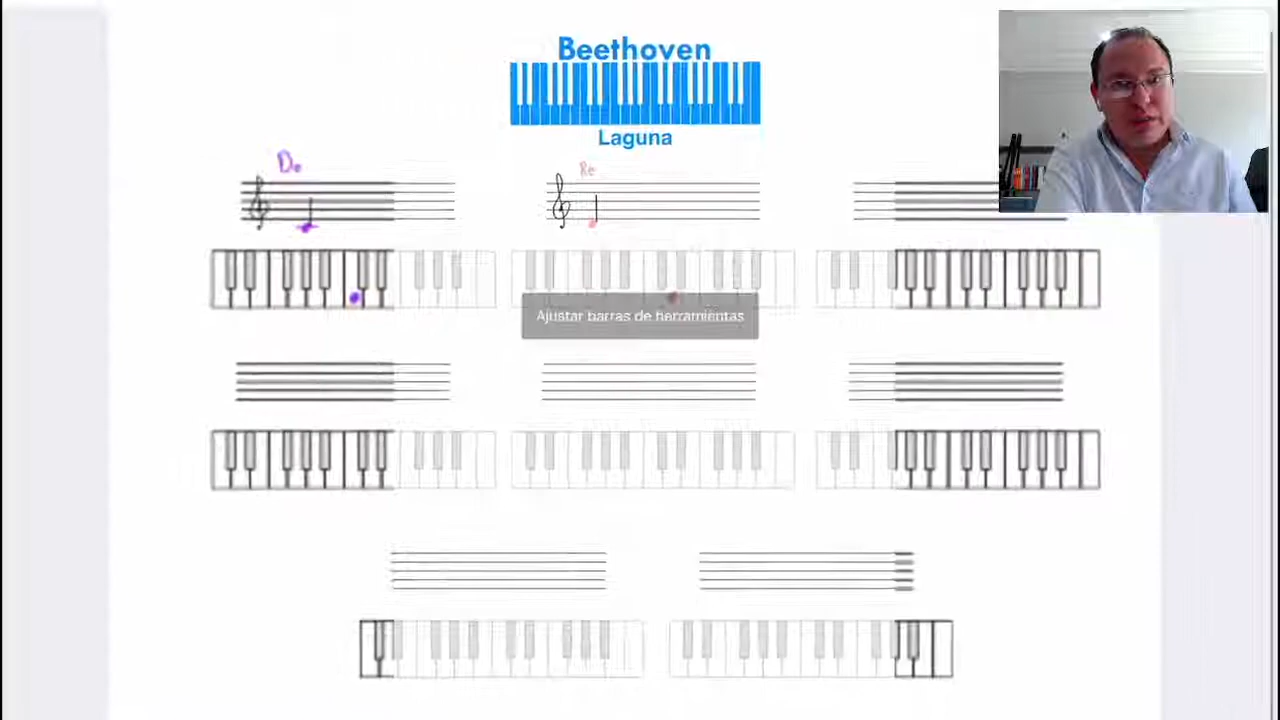 Beethoven
Laguna
Do
Re
Ajustar barras de herramientas